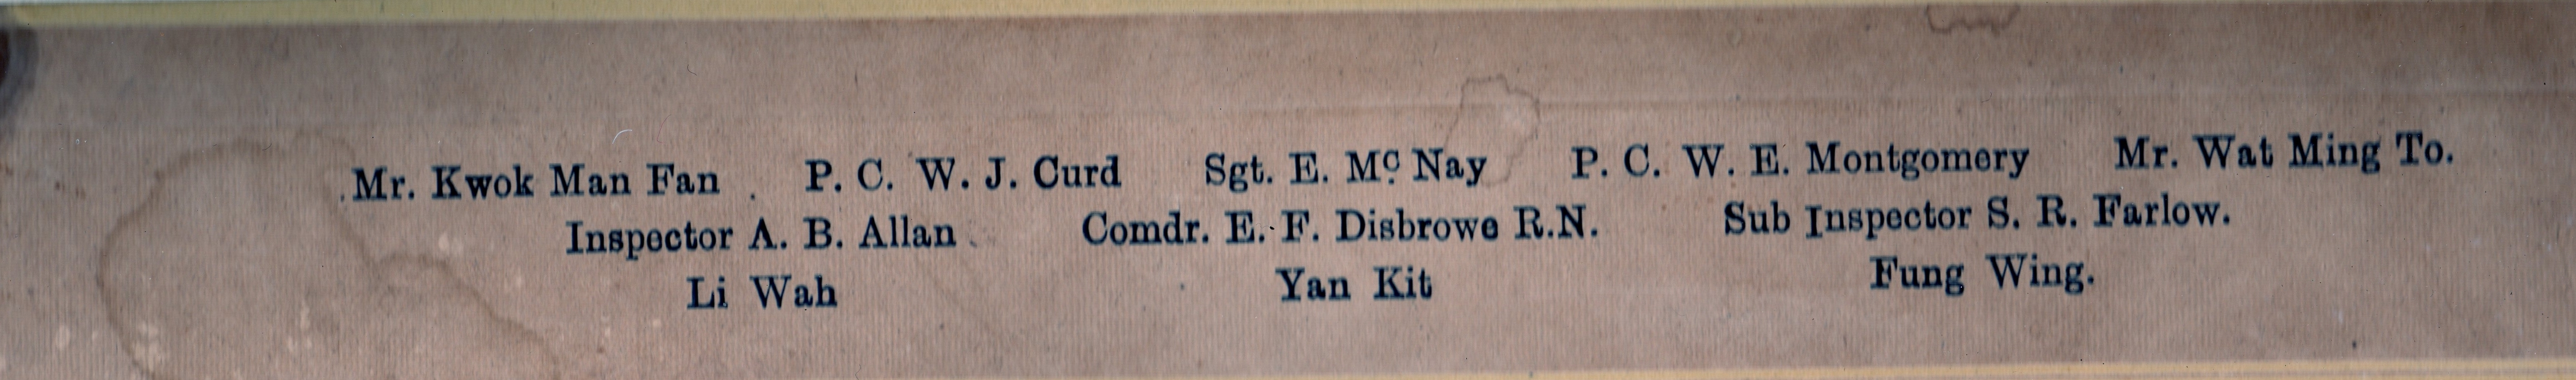 Mr. Kwok Man Fan P. C. W. J. Curd Sgt. E. Mc Nay P. C. W. E. Montgomery Mr. Wat Ming To.
Inspector A. B. Allan Comdr. E. F. Disbrowe R.N. Sub Inspector S. R. Farlow.
Li Wah Yan Kit Fung Wing.